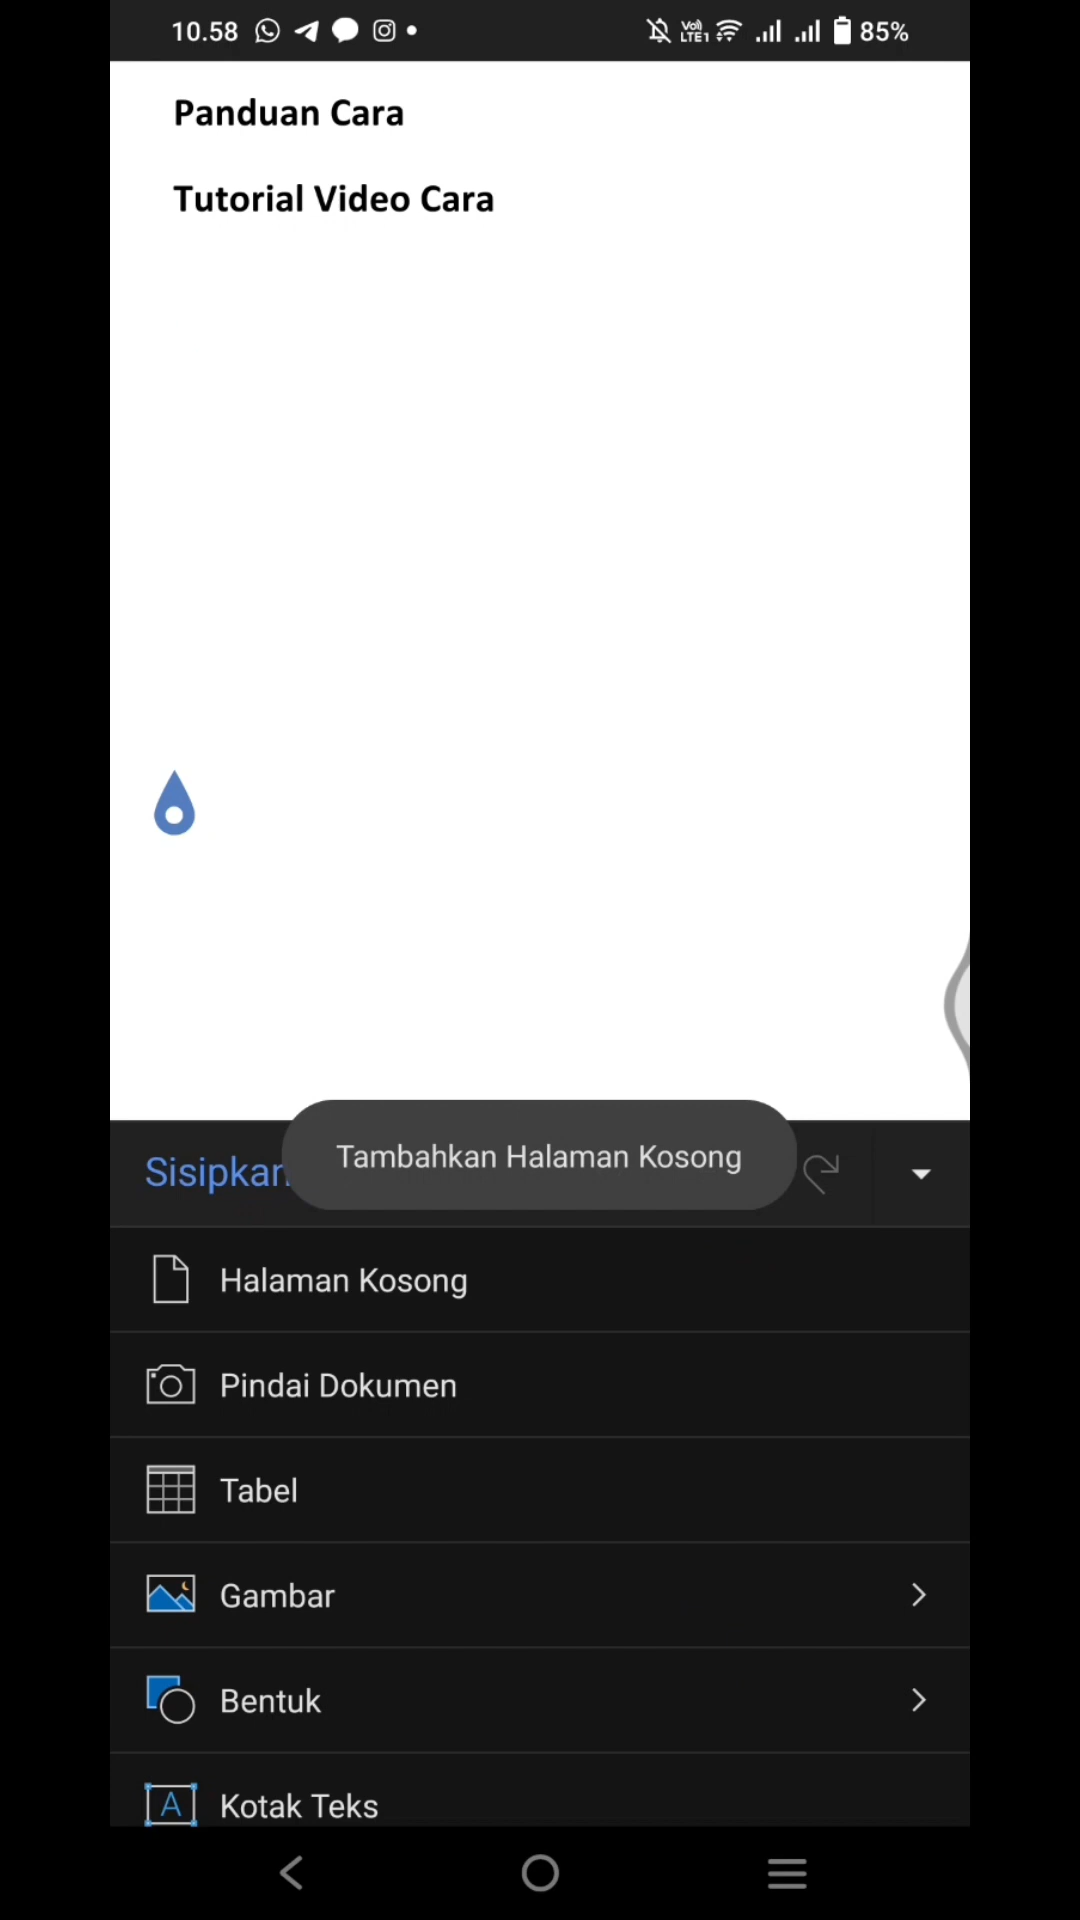 10.58 85%
Panduan Cara
Tutorial Video Cara
Tambahkan Halaman Kosong
Sisipkan
Halaman Kosong
Pindai Dokumen
Tabel
Gambar
Bentuk
A Kotak Teks